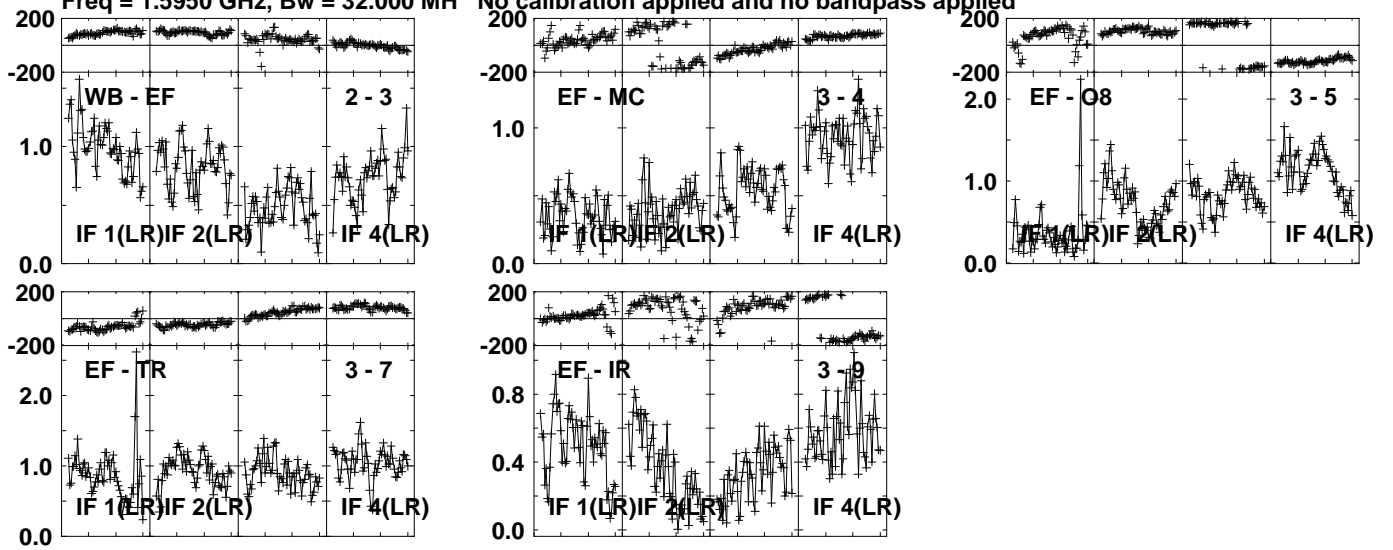 Freq = 1.5950 GHz, Bw = 32.000 MH No calibration applied and no bandpass applied
200
-200
WB - EF 2 - 3
1.0
IF 1(LR)IF 2(LR) IF 4(LR)
0.0
200
-200
EF - MC 3 - 4
1.0
IF 1(LR)IF 2(LR) IF 4(LR)
0.0
200
-200
EF - O8 3 - 5
2.0
1.0
IF 1(LR)IF 2(LR) IF 4(LR)
0.0
200
-200
EF - TR 3 - 7
2.0
1.0
IF 1(LR)IF 2(LR) IF 4(LR)
0.0
200
-200
EF - IR 3 - 9
0.8
0.4
IF 1(LR)IF 2(LR) IF 4(LR)
0.0